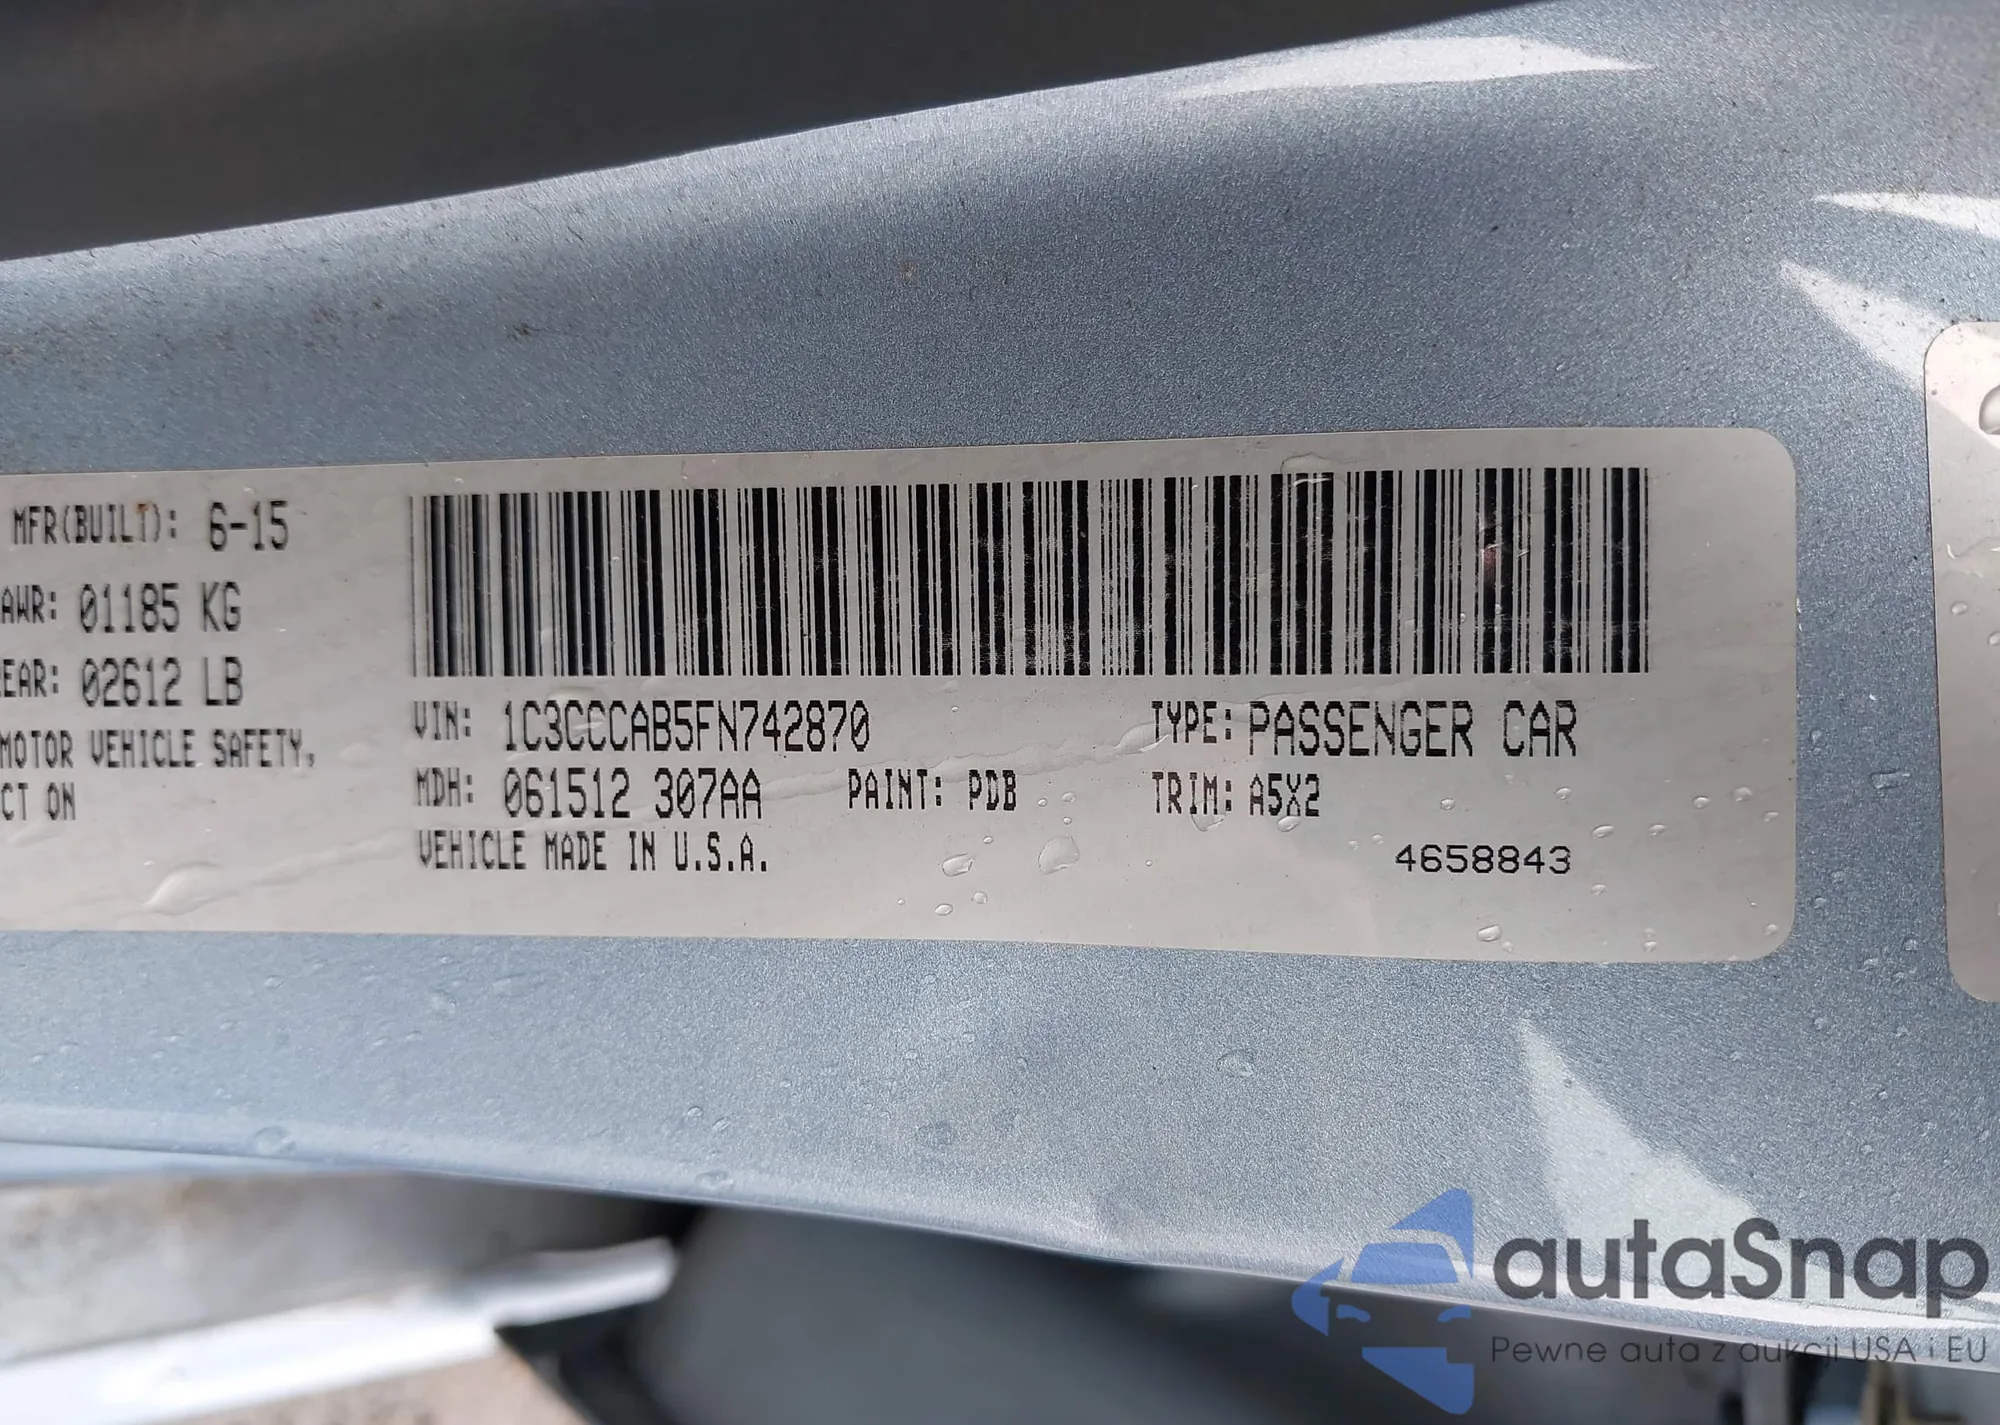 MFR(BUILT): 6-15
AWR: 01185 KG
EAR: 02612 LB
MOTOR VEHICLE SAFETY,
CT ON
VIN: 1C3CCCAB5FN742870
TYPE: PASSENGER CAR
MDH: 061512 307AA
PAINT: PDB
TRIM: A5X2
VEHICLE MADE IN U.S.A.
4658843
autaSnap
Pewne auta z aukcji USA i EU